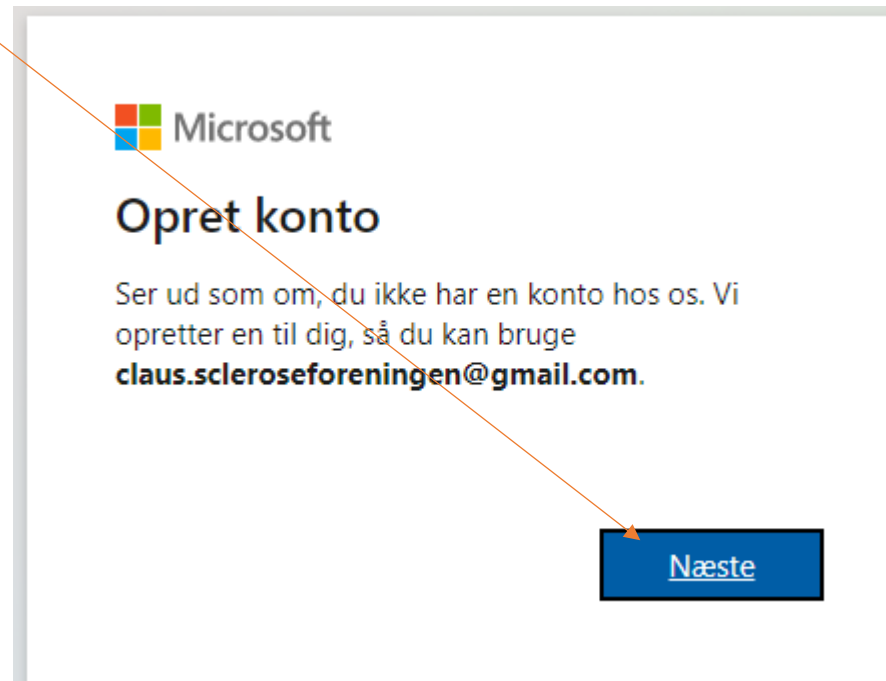 Microsoft
Opret konto
Ser ud som om, du ikke har en konto hos os. Vi
opretter en til dig, så du kan bruge
claus.scleroseforeningen@gmail.com.
Næste